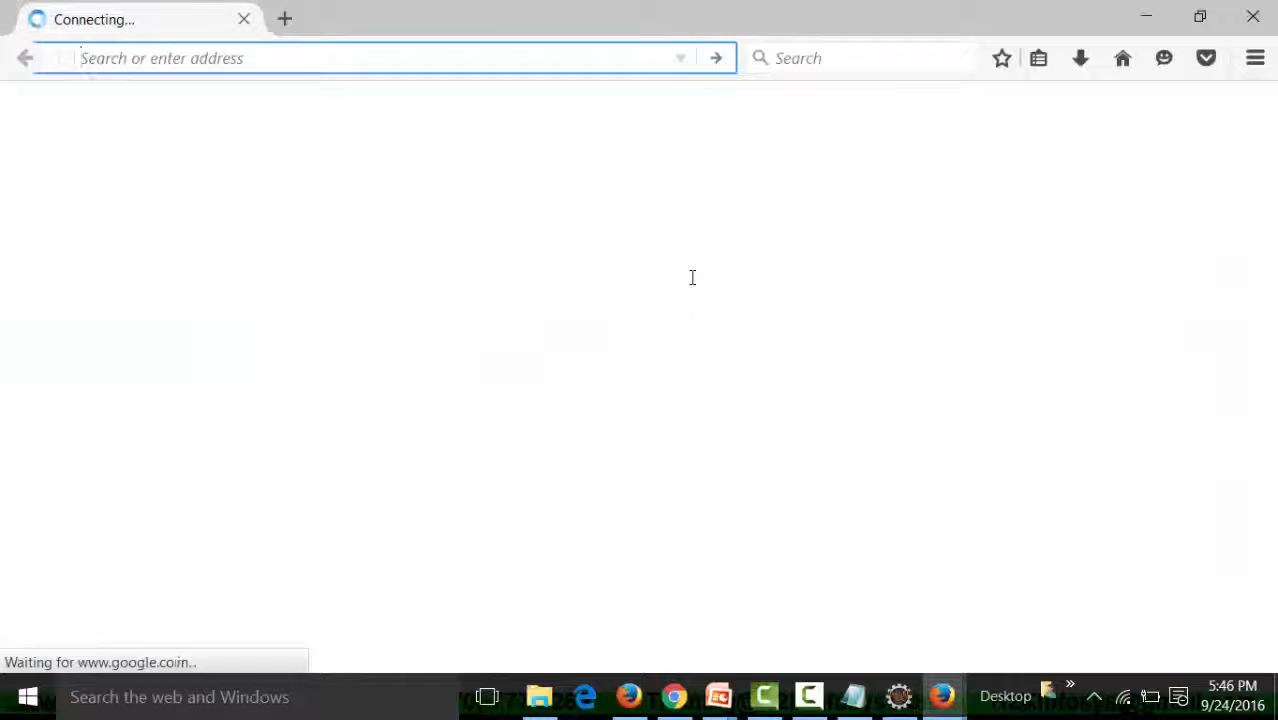 Connecting...
Search or enter address
Search
Waiting for www.google.co
Search the web and Windows
Desktop
5:46 PM
9/24/2016